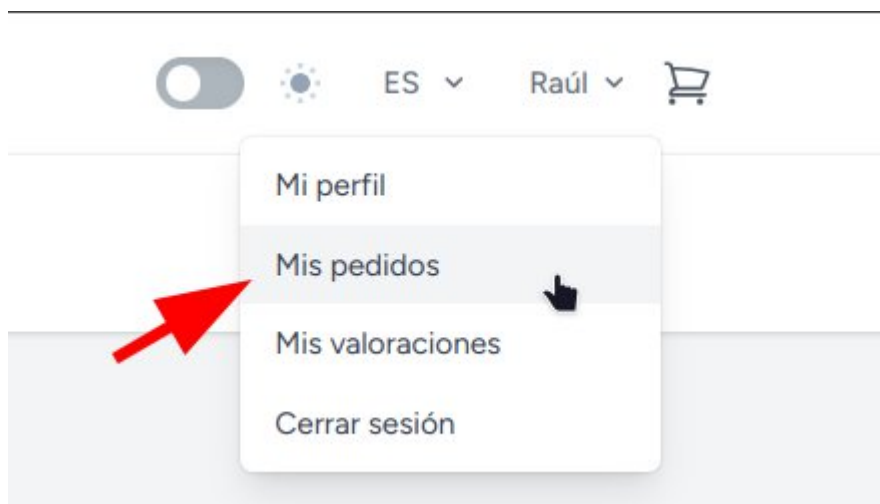 ES Raúl
Mi perfil
Mis pedidos
Mis valoraciones
Cerrar sesión